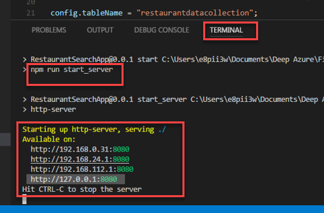 21
config.tableName = "restaurantdatacollection";
PROBLEMS OUTPUT DEBUG CONSOLE TERMINAL
> RestaurantSearchApp@0.0.1 start C:\Users\e8pii3w\Documents\Deep Azure\Fi
> npm run start_server
> RestaurantSearchApp@0.0.1 start_server C:\Users\e8pii3w\Documents\Deep A
> http-server
Starting up http-server, serving ./
Available on:
http://192.168.0.31:8080
http://192.168.24.1:8080
http://192.168.112.1:8080
http://127.0.0.1:8080
Hit CTRL-C to stop the server